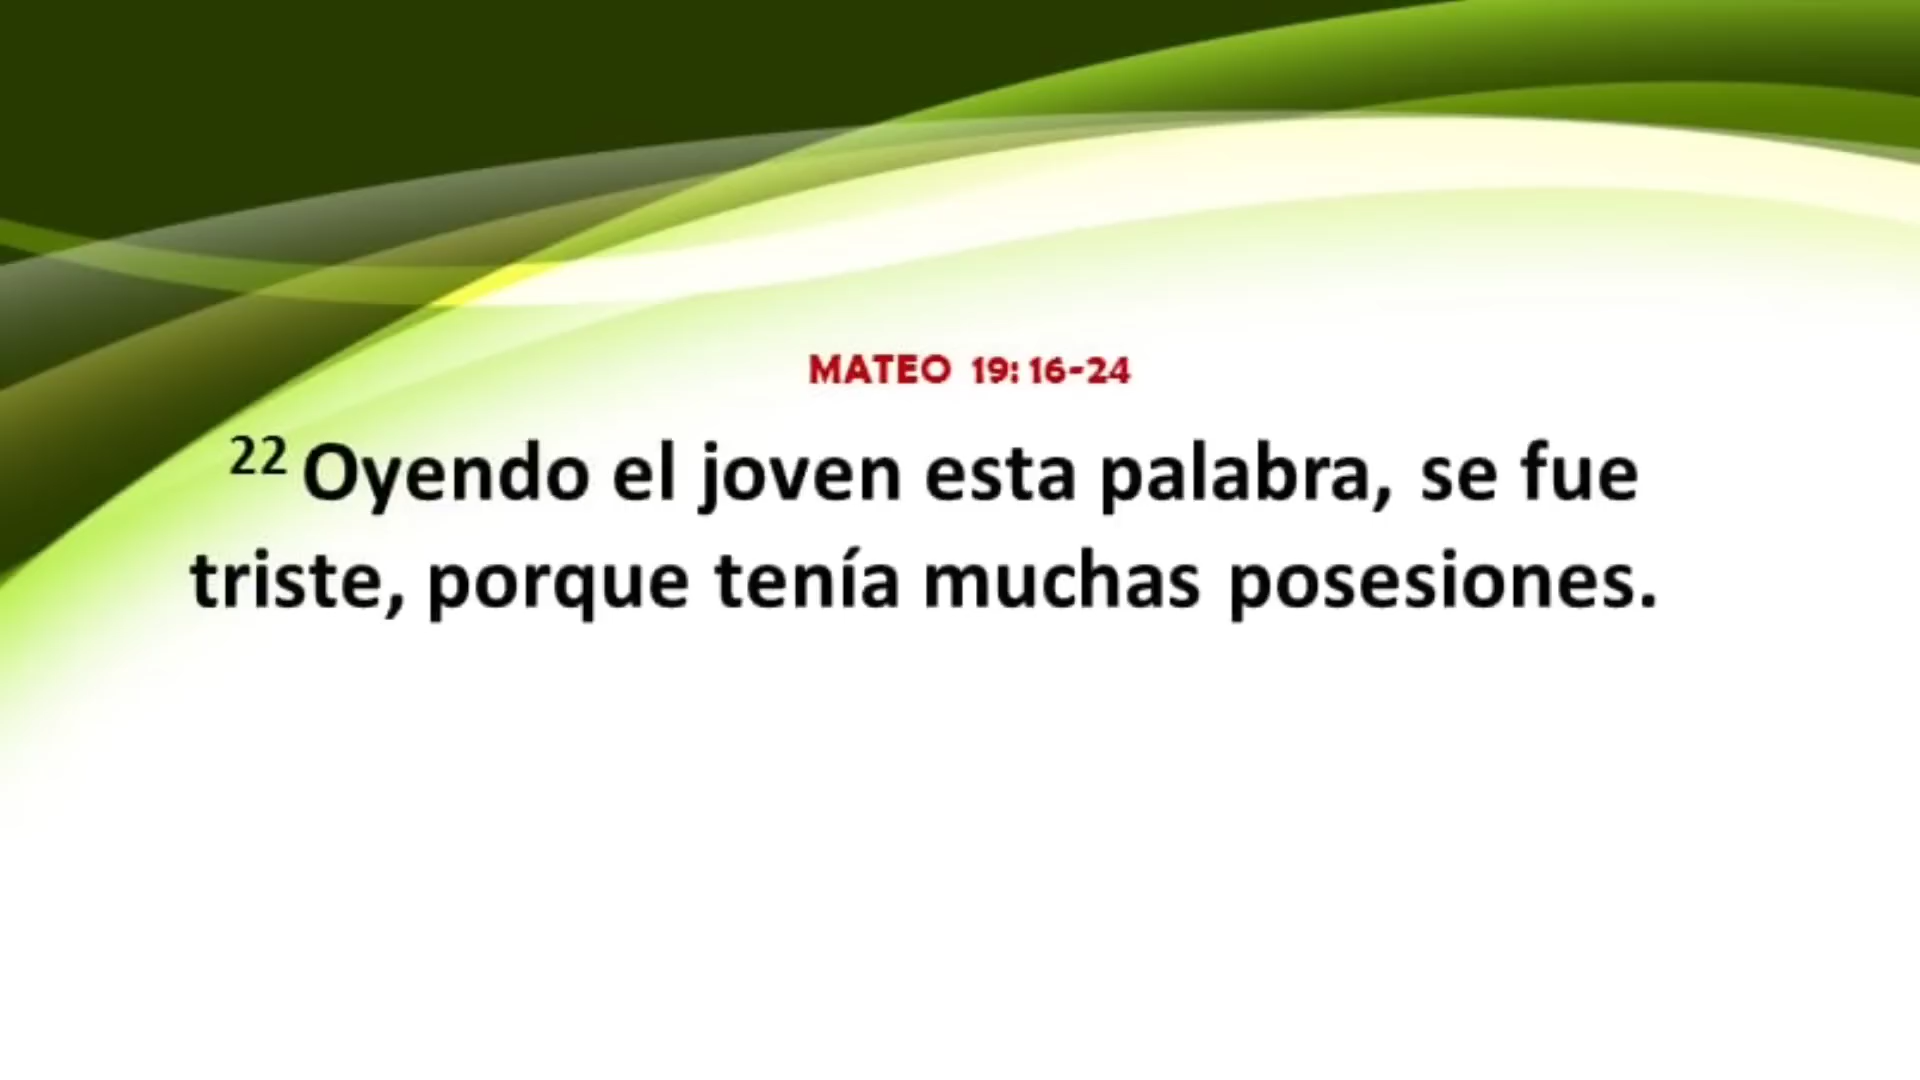 MATEO 19: 16-24
22 Oyendo el joven esta palabra, se fue
triste, porque tenía muchas posesiones.